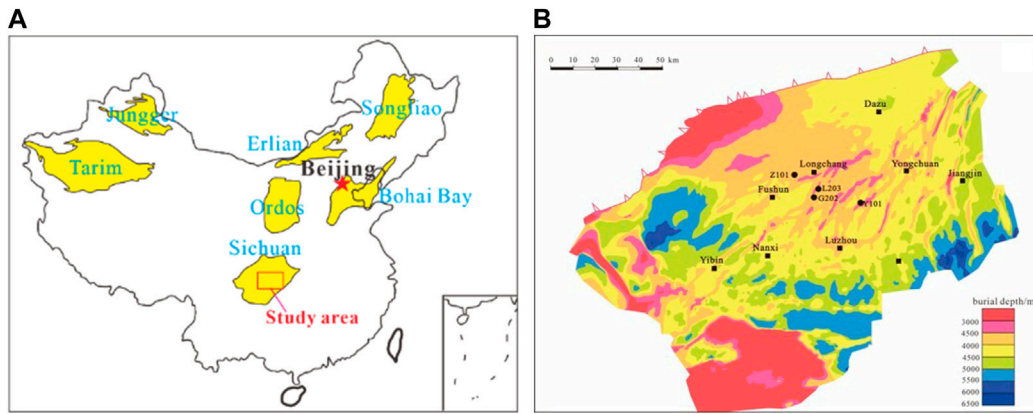 A
Jungger
Songliao
Erlian
Tarim
Beijing
Bohai Bay
Ordos
Sichuan
Study area
B
0 10 20 30 40 50 km
Dazu
Longchang
Z101
Yongchuan
L203
Jiangjin
Fushun
G202
Y101
Luzhou
Nanxi
Yibin
burial depth/m
3000
3500
4000
4500
5000
5500
6000
6500